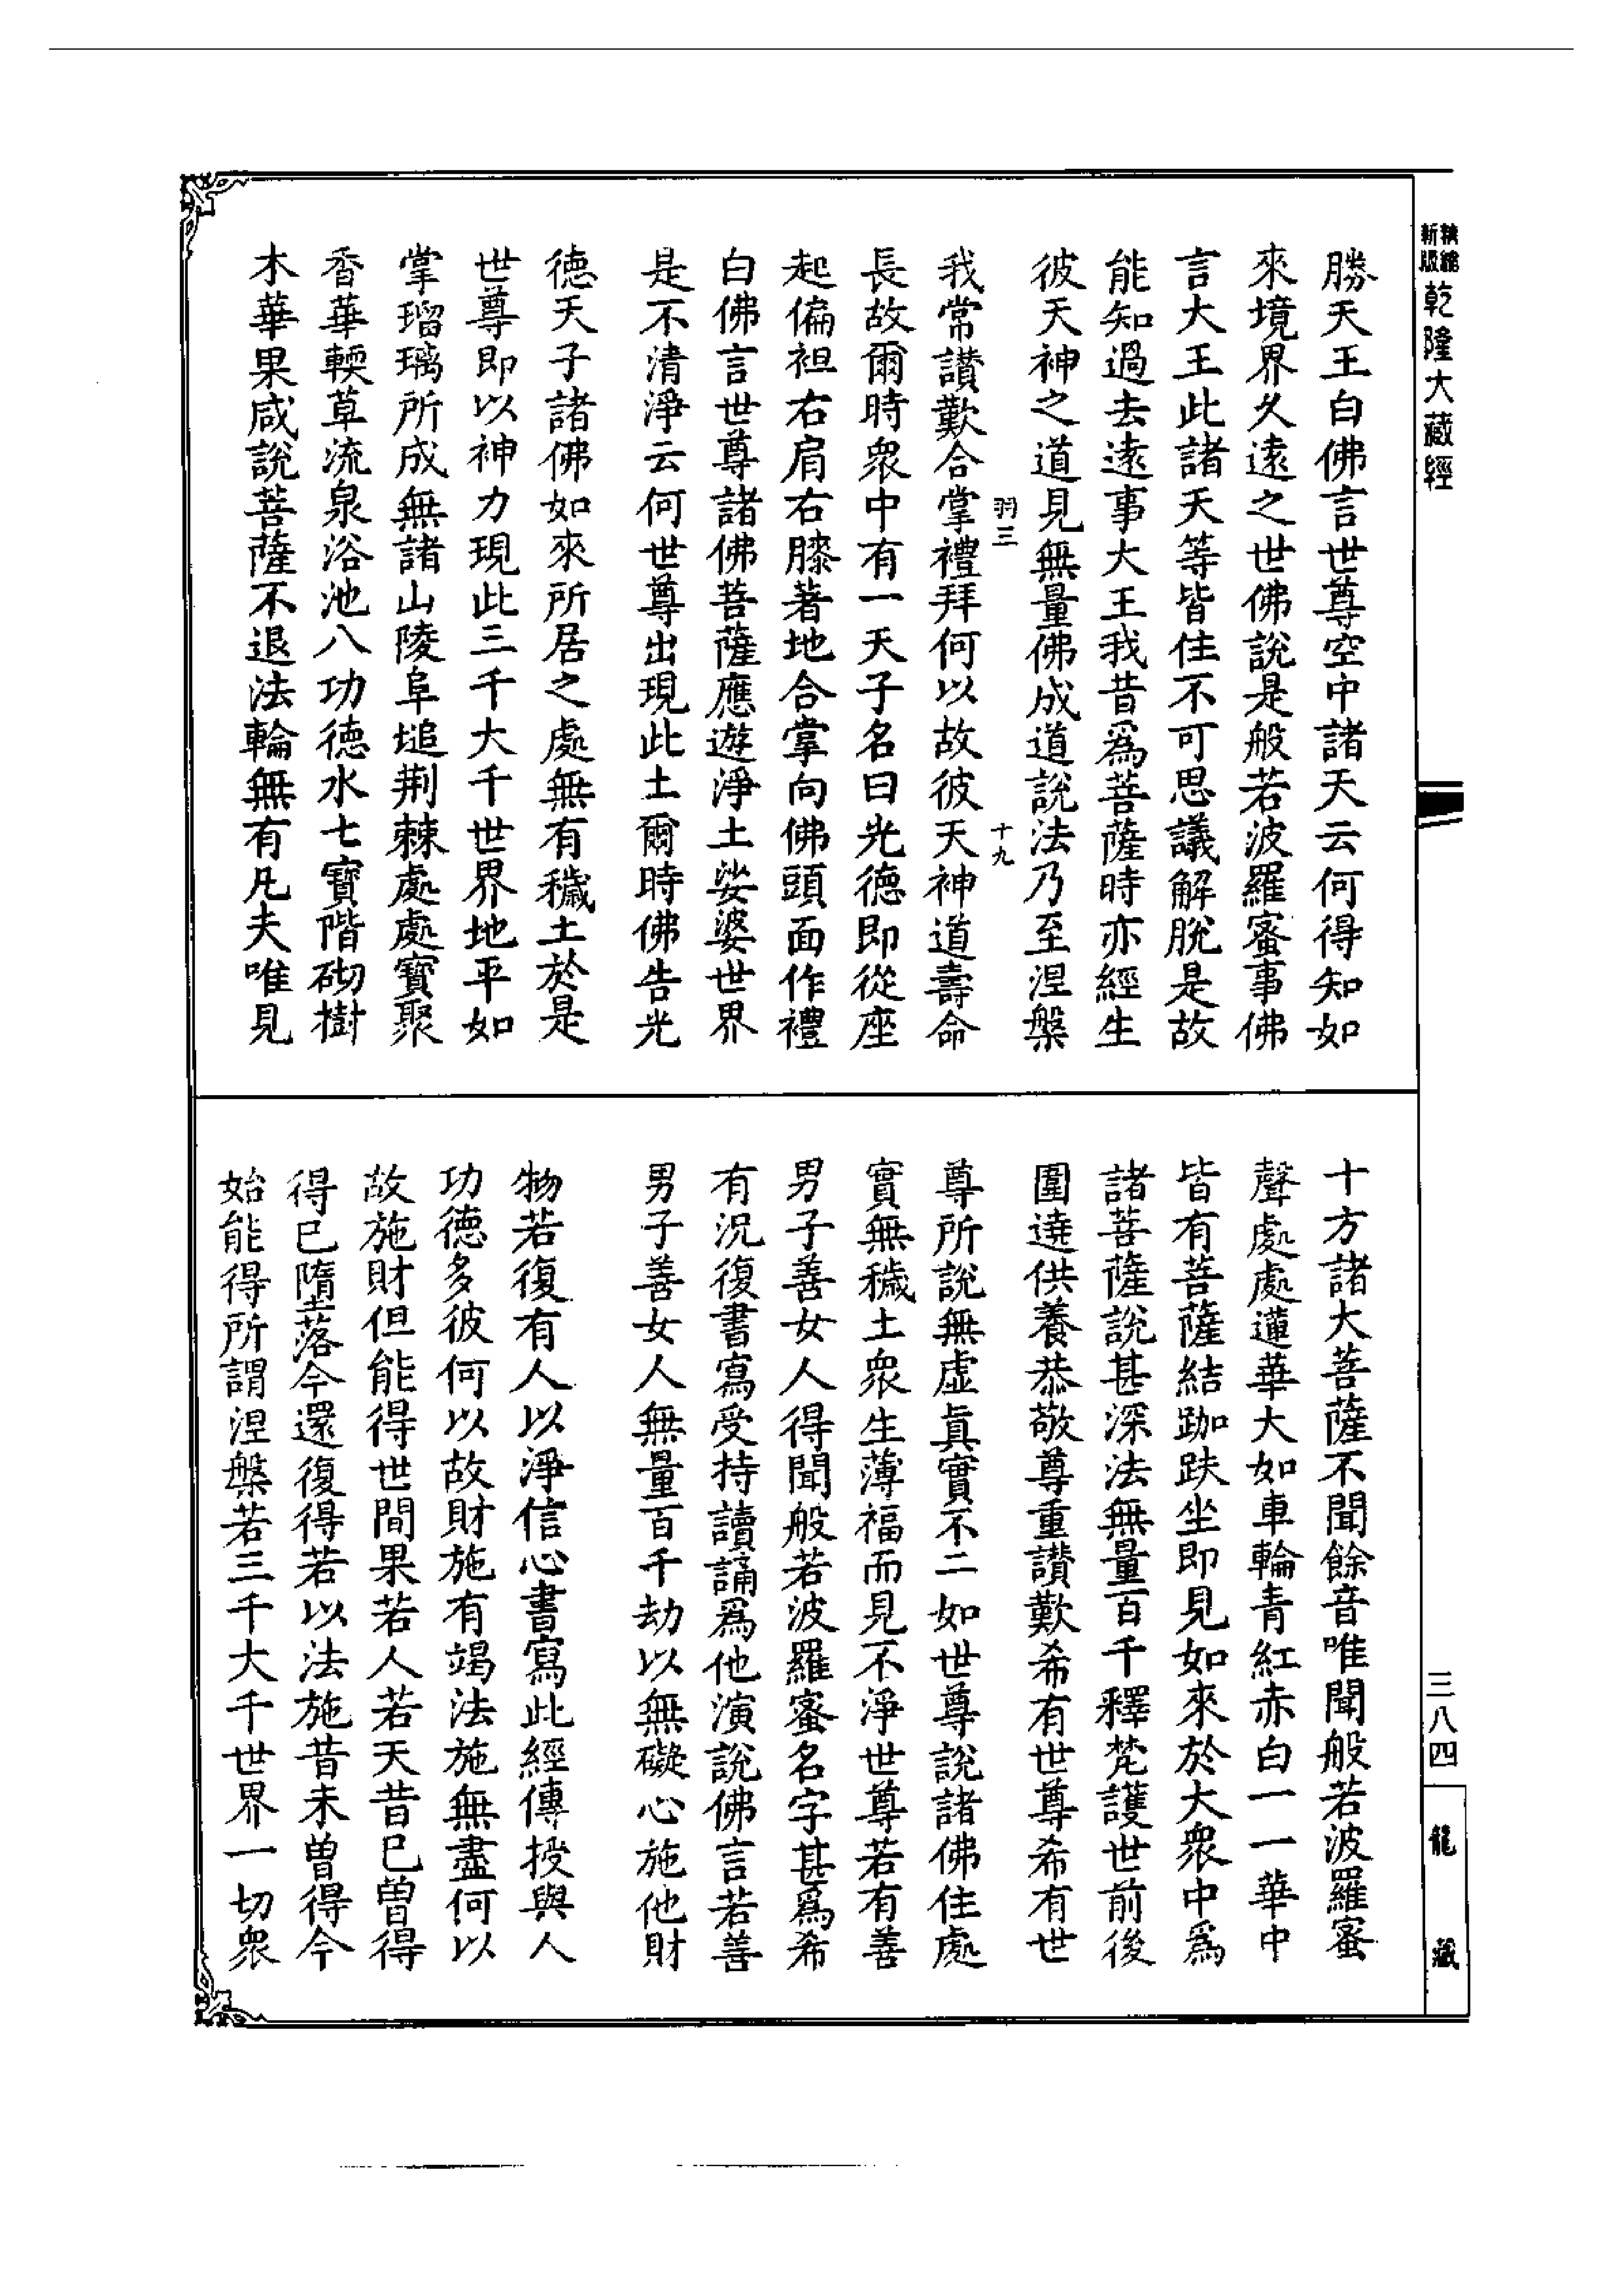 精縮新版乾隆大藏經
勝天王白佛言世尊空中諸天云何得知如
來境界久遠之世佛說是般若波羅蜜事佛
言大王此諸天等皆住不可思議解脫是故
能知過去遠事大王我昔爲菩薩時亦經生
彼天神之道見無量佛成道說法乃至涅槃
羽三 十九
我常讚歎合掌禮拜何以故彼天神道壽命
長故爾時衆中有一天子名曰光德即從座
起偏袒右肩右膝著地合掌向佛頭面作禮
白佛言世尊諸佛菩薩應遊淨土娑婆世界
是不清淨云何世尊出現此土爾時佛告光
德天子諸佛如來所居之處無有穢土於是
世尊即以神力現此三千大千世界地平如
掌瑠璃所成無諸山陵阜塠荆棘處處寶聚
香華輭草流泉浴池八功德水七寶階砌樹
木華果咸說菩薩不退法輪無有凡夫唯見
十方諸大菩薩不聞餘音唯聞般若波羅蜜
聲處處蓮華大如車輪青紅赤白一一華中
皆有菩薩結跏趺坐即見如來於大衆中爲
諸菩薩說甚深法無量百千釋梵護世前後
圍遶供養恭敬尊重讚歎希有世尊希有世
尊所說無虛眞實不二如世尊說諸佛住處
實無穢土衆生薄福而見不淨世尊若有善
男子善女人得聞般若波羅蜜名字甚爲希
有況復書寫受持讀誦爲他演說佛言若善
男子善女人無量百千劫以無礙心施他財
物若復有人以淨信心書寫此經傳授與人
功德多彼何以故財施有竭法施無盡何以
故施財但能得世間果若人若天昔已曾得
得已隋落今還復得若以法施昔未曾得今
始能得所謂涅槃若三千大千世界一切衆
三八四
龍藏